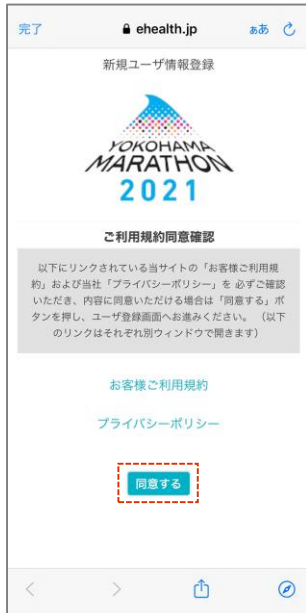 完了 ehealth.jp ぁあ
新規ユーザ情報登録
YOKOHAMA
MARATHON
2021
ご利用規約同意確認
以下にリンクされている当サイトの「お客様ご利用規
約」および当社「プライバシーポリシー」を 必ずご確認
いただき、内容に同意いただける場合は「同意する」ボ
タンを押し、ユーザ登録画面へお進みください。（以下
のリンクはそれぞれ別ウィンドウで開きます）
お客様ご利用規約
プライバシーポリシー
同意する